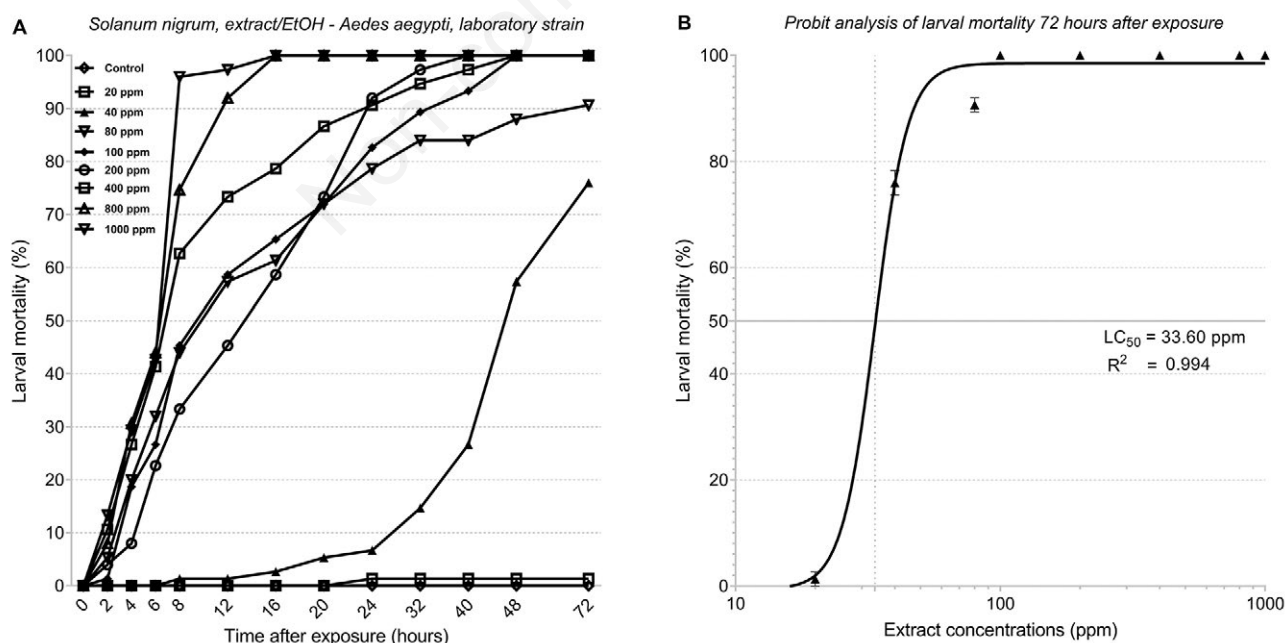 A
Solanum nigrum, extract/EtOH - Aedes aegypti, laboratory strain
100
90
80
70
60
50
40
30
20
10
0
Larval mortality (%)
Control
20 ppm
40 ppm
80 ppm
100 ppm
200 ppm
400 ppm
800 ppm
1000 ppm
0 2 4 6 8 12 16 20 24 32 40 48 72
Time after exposure (hours)
B
Probit analysis of larval mortality 72 hours after exposure
100
80
60
50
40
20
0
Larval mortality (%)
LC50 = 33.60 ppm
R2 = 0.994
10 100 1000
Extract concentrations (ppm)